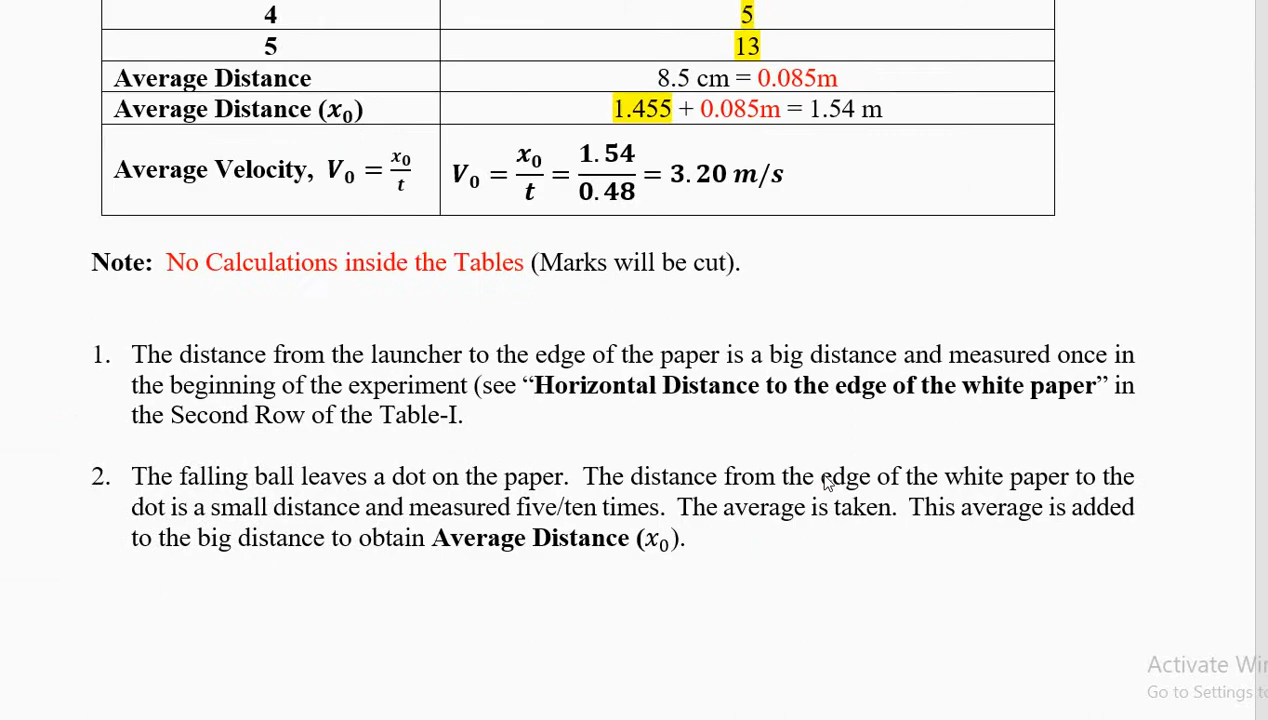 4 5
5 13
Average Distance 8.5 cm = 0.085m
Average Distance (x₀) 1.455 + 0.085m = 1.54 m
Average Velocity, V₀ = x₀/t V₀ = x₀/t = 1.54/0.48 = 3.20 m/s
Note: No Calculations inside the Tables (Marks will be cut).
1. The distance from the launcher to the edge of the paper is a big distance and measured once in
the beginning of the experiment (see “Horizontal Distance to the edge of the white paper” in
the Second Row of the Table-I.
2. The falling ball leaves a dot on the paper. The distance from the edge of the white paper to the
dot is a small distance and measured five/ten times. The average is taken. This average is added
to the big distance to obtain Average Distance (x₀).
Activate Wi
Go to Settings t